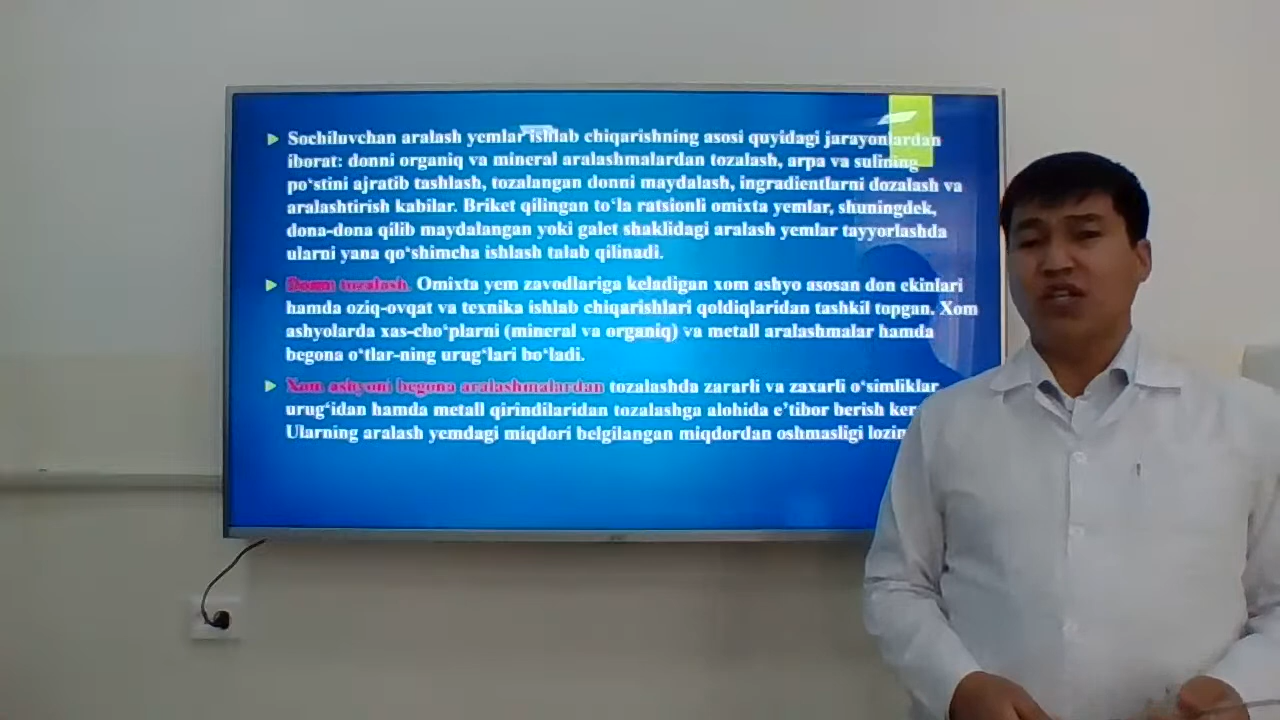 Sochiluvchan aralash yemlar ishlab chiqarishning asosi quyidagi jarayonlardan
iborat: donni organiq va mineral aralashmalardan tozalash, arpa va sulining
po‘stini ajratib tashlash, tozalangan donni maydalash, ingradientlarni dozalash va
aralashtirish kabilar. Briket qilingan to‘la ratsionli omixta yemlar, shuningdek,
dona-dona qilib maydalangan yoki galet shaklidagi aralash yemlar tayyorlashda
ularni yana qo‘shimcha ishlash talab qilinadi.
Donni tozalash. Omixta yem zavodlariga keladigan xom ashyo asosan don ekinlari
hamda oziq-ovqat va texnika ishlab chiqarishlari qoldiqlaridan tashkil topgan. Xom
ashyolarda xas-cho‘plarni (mineral va organiq) va metall aralashmalar hamda
begona o‘tlar-ning urug‘lari bo‘ladi.
Xom ashyoni begona aralashmalardan tozalashda zararli va zaxarli o‘simliklar
urug‘idan hamda metall qirindilaridan tozalashga alohida e’tibor berish
Ularning aralash yemdagi miqdori belgilangan miqdordan oshmasligi